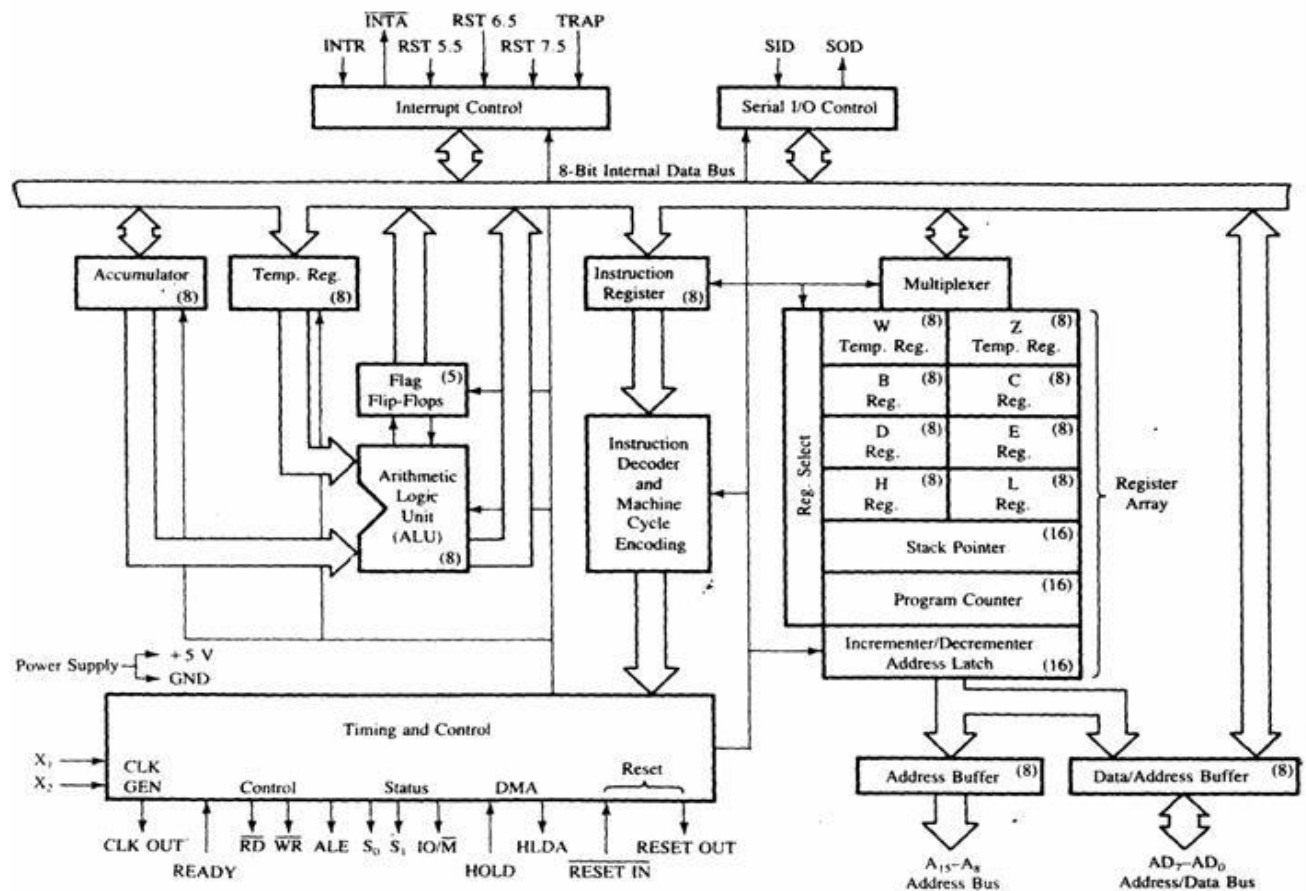 INTR
INTA
RST 5.5
RST 6.5
RST 7.5
TRAP
SID
SOD
Interrupt Control
Serial I/O Control
8-Bit Internal Data Bus
Accumulator
(8)
Temp. Reg.
(8)
Instruction
Register
(8)
Multiplexer
W (8)
Temp. Reg.
Z (8)
Temp. Reg.
B (8)
Reg.
C (8)
Reg.
D (8)
Reg.
E (8)
Reg.
H (8)
Reg.
L (8)
Reg.
Reg. Select
Register
Array
Stack Pointer
(16)
Program Counter
(16)
Incrementer/Decrementer
Address Latch
(16)
Flag (5)
Flip-Flops
Arithmetic
Logic
Unit
(ALU)
(8)
Instruction
Decoder
and
Machine
Cycle
Encoding
Power Supply
+5 V
GND
Timing and Control
X₁
X₂
CLK
GEN
Control
Status
DMA
Reset
CLK OUT
READY
RD
WR
ALE
S₀
S₁
IO/M
HOLD
HLDA
RESET IN
RESET OUT
Address Buffer
(8)
Data/Address Buffer
(8)
A₁₅–A₈
Address Bus
AD₇–AD₀
Address/Data Bus